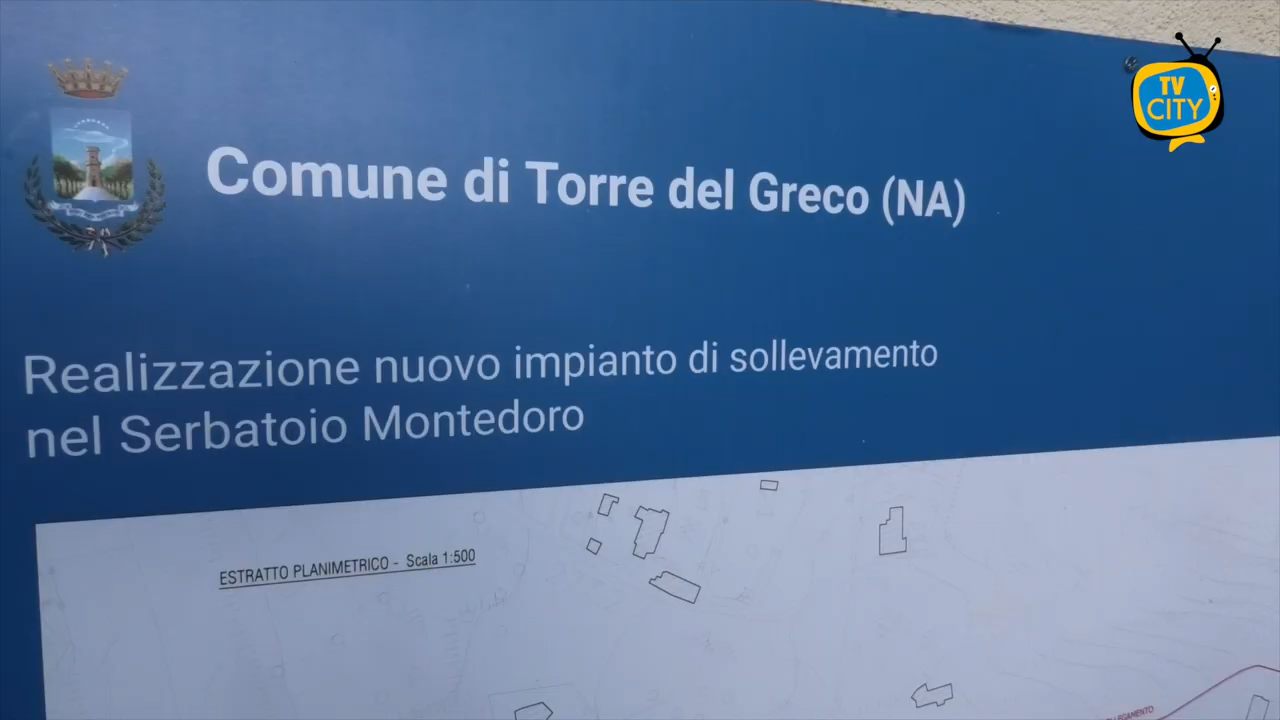 TV
CITY
Comune di Torre del Greco (NA)
Realizzazione nuovo impianto di sollevamento
nel Serbatoio Montedoro
ESTRATTO PLANIMETRICO - Scala 1:500